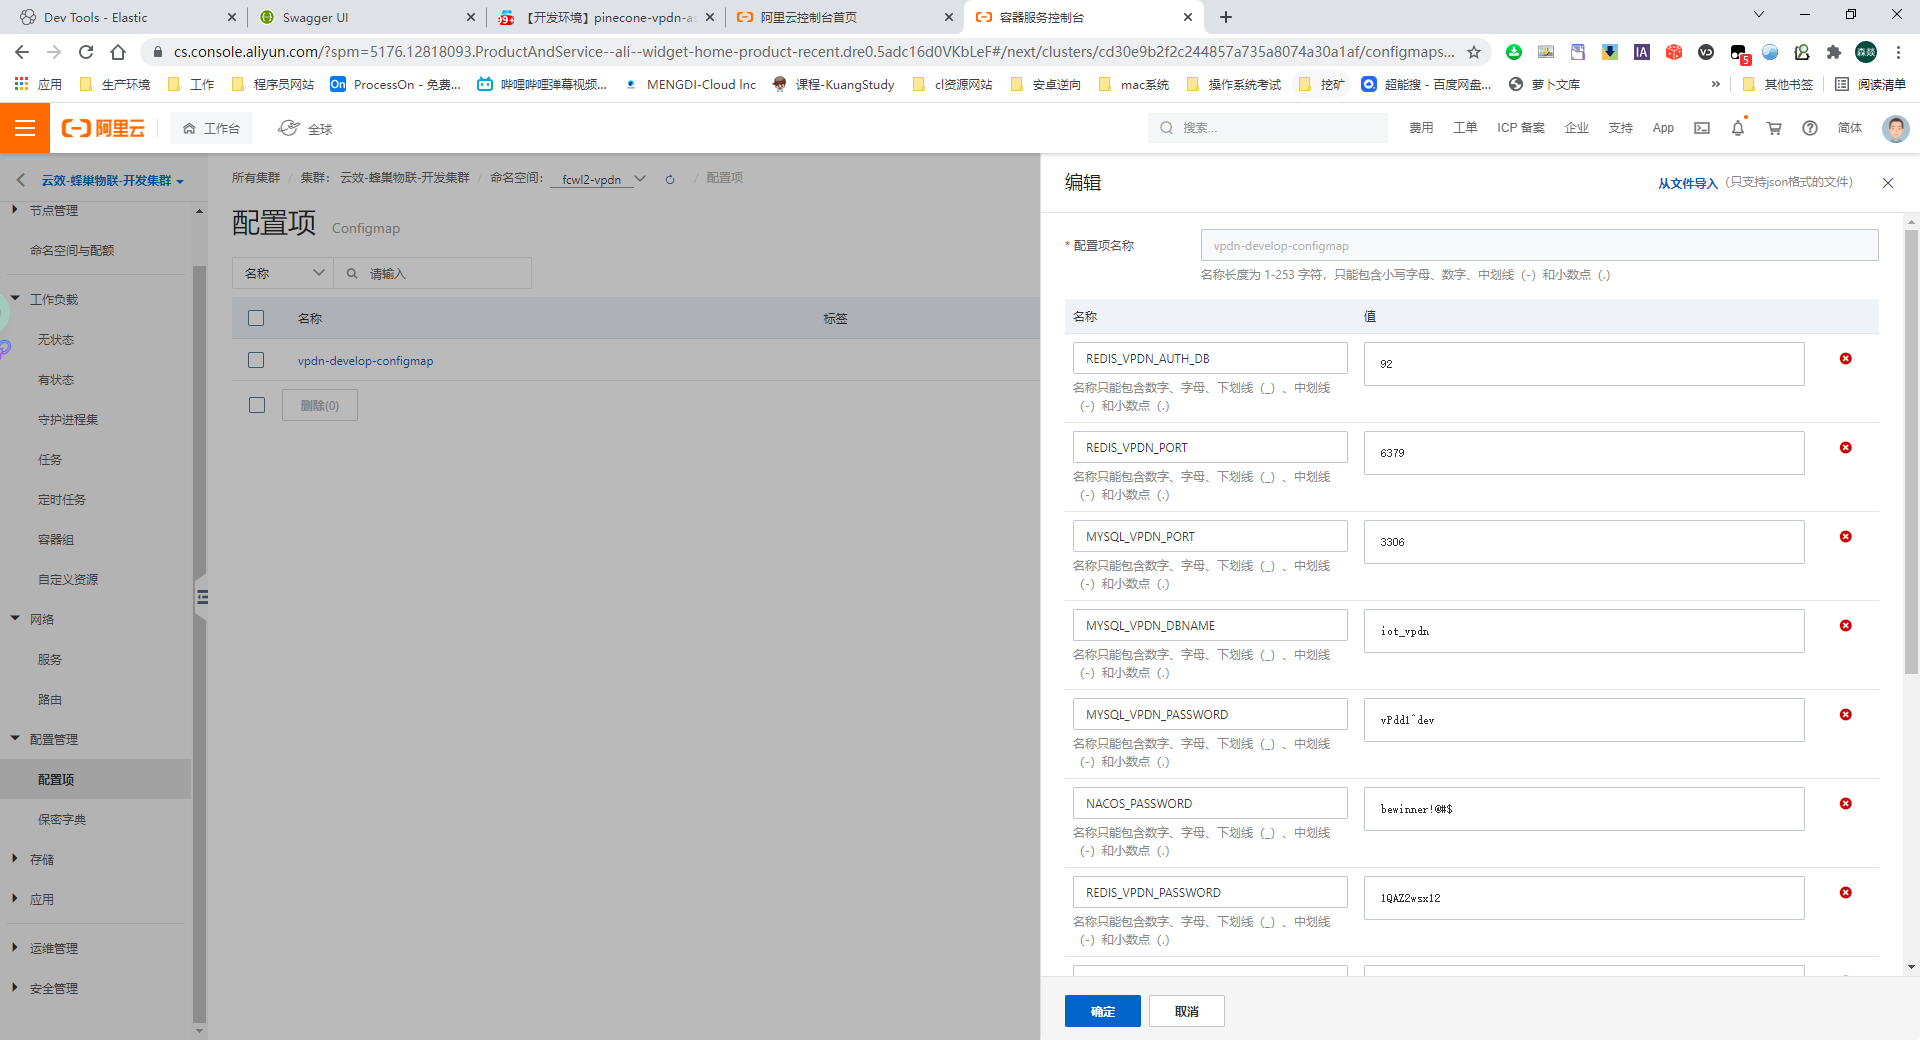 Dev Tools - Elastic
Swagger UI
【开发环境】pinecone-vpdn-as
阿里云控制台首页
容器服务控制台
cs.console.aliyun.com/?spm=5176.12818093.ProductAndService--ali--widget-home-product-recent.dre0.5adc16d0VKbLeF#/next/clusters/cd30e9b2f2c244857a735a8074a30a1af/configmaps...
应用
生产环境
工作
程序员网站
On
ProcessOn - 免费...
哔哩哔哩弹幕视频...
MENGDI-Cloud Inc
课程-KuangStudy
cl资源网站
安卓逆向
mac系统
操作系统考试
挖矿
超能搜 - 百度网盘...
萝卜文库
»
其他书签
阅读清单
阿里云
工作台
全球
搜索...
费用
工单
ICP 备案
企业
支持
App
简体
云效-蜂巢物联-开发集群
节点管理
命名空间与配额
工作负载
无状态
有状态
守护进程集
任务
定时任务
容器组
自定义资源
网络
服务
路由
配置管理
配置项
保密字典
存储
应用
运维管理
安全管理
所有集群 / 集群: 云效-蜂巢物联-开发集群 / 命名空间: fcwl2-vpdn / 配置项
配置项 Configmap
名称
请输入
名称
标签
vpdn-develop-configmap
删除(0)
编辑
从文件导入 (只支持json格式的文件)
* 配置项名称
vpdn-develop-configmap
名称长度为 1-253 字符，只能包含小写字母、数字、中划线（-）和小数点（.）
名称
值
REDIS_VPDN_AUTH_DB
92
名称只能包含数字、字母、下划线（_）、中划线
（-）和小数点（.）
REDIS_VPDN_PORT
6379
名称只能包含数字、字母、下划线（_）、中划线
（-）和小数点（.）
MYSQL_VPDN_PORT
3306
名称只能包含数字、字母、下划线（_）、中划线
（-）和小数点（.）
MYSQL_VPDN_DBNAME
iot_vpdn
名称只能包含数字、字母、下划线（_）、中划线
（-）和小数点（.）
MYSQL_VPDN_PASSWORD
vPdd1^dev
名称只能包含数字、字母、下划线（_）、中划线
（-）和小数点（.）
NACOS_PASSWORD
bewinner!@#$
名称只能包含数字、字母、下划线（_）、中划线
（-）和小数点（.）
REDIS_VPDN_PASSWORD
1QAZ2wsx12
名称只能包含数字、字母、下划线（_）、中划线
（-）和小数点（.）
确定
取消